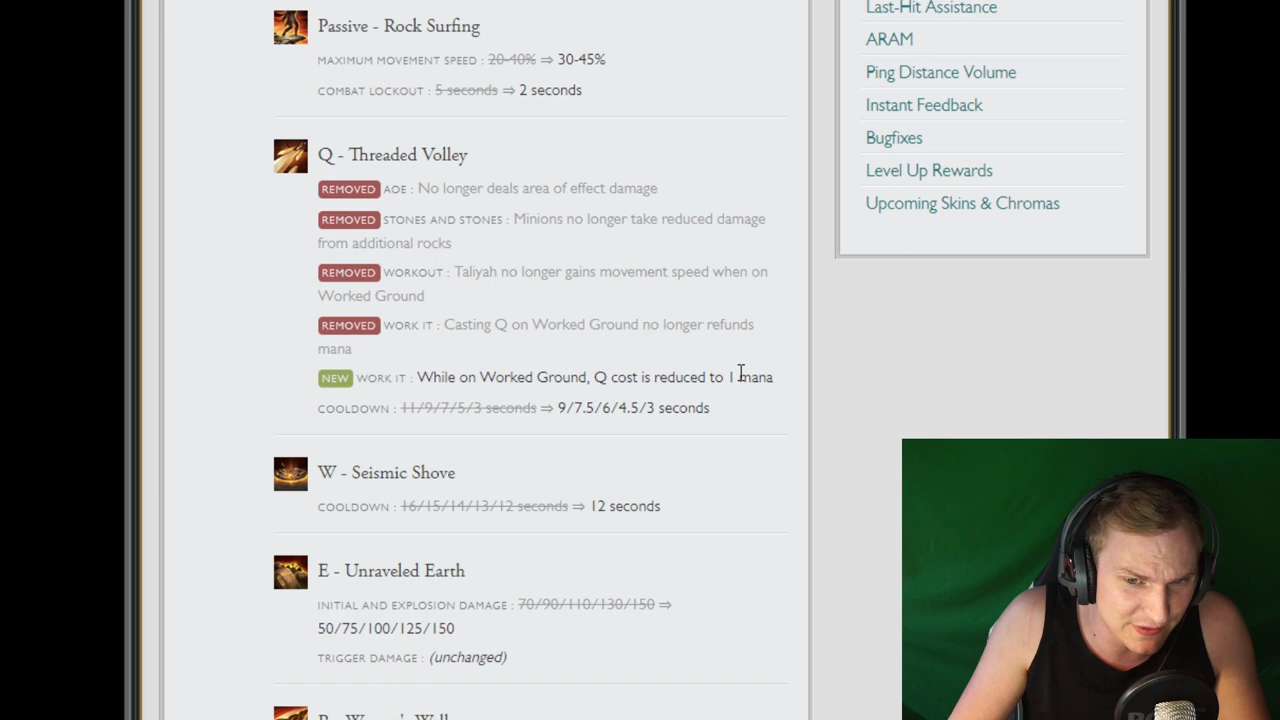 Passive - Rock Surfing
MAXIMUM MOVEMENT SPEED : 20-40% ⇒ 30-45%
COMBAT LOCKOUT : 5 seconds ⇒ 2 seconds
Q - Threaded Volley
REMOVED AOE : No longer deals area of effect damage
REMOVED STONES AND STONES : Minions no longer take reduced damage
from additional rocks
REMOVED WORKOUT : Taliyah no longer gains movement speed when on
Worked Ground
REMOVED WORK IT : Casting Q on Worked Ground no longer refunds
mana
NEW WORK IT : While on Worked Ground, Q cost is reduced to 1 mana
COOLDOWN : 11/9/7/5/3 seconds ⇒ 9/7.5/6/4.5/3 seconds
W - Seismic Shove
COOLDOWN : 16/15/14/13/12 seconds ⇒ 12 seconds
E - Unraveled Earth
INITIAL AND EXPLOSION DAMAGE : 70/90/110/130/150 ⇒
50/75/100/125/150
TRIGGER DAMAGE : (unchanged)
Last-Hit Assistance
ARAM
Ping Distance Volume
Instant Feedback
Bugfixes
Level Up Rewards
Upcoming Skins & Chromas